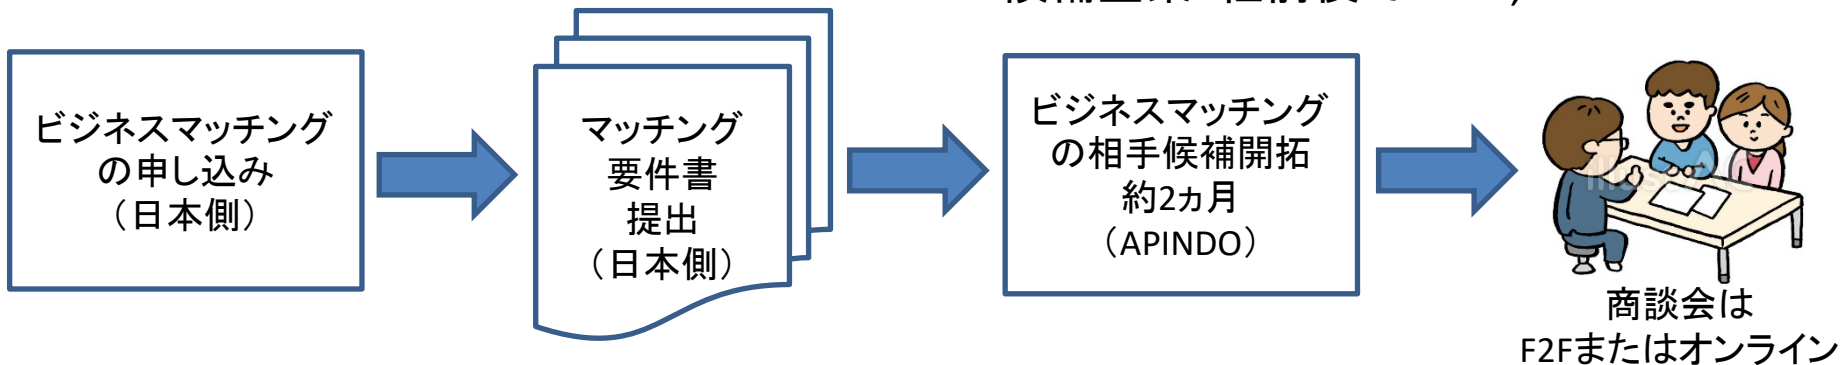 ビジネスマッチング
の申し込み
（日本側）
マッチング
要件書
提出
（日本側）
ビジネスマッチング
の相手候補開拓
約2ヵ月
（APINDO）
商談会は
F2Fまたはオンライン